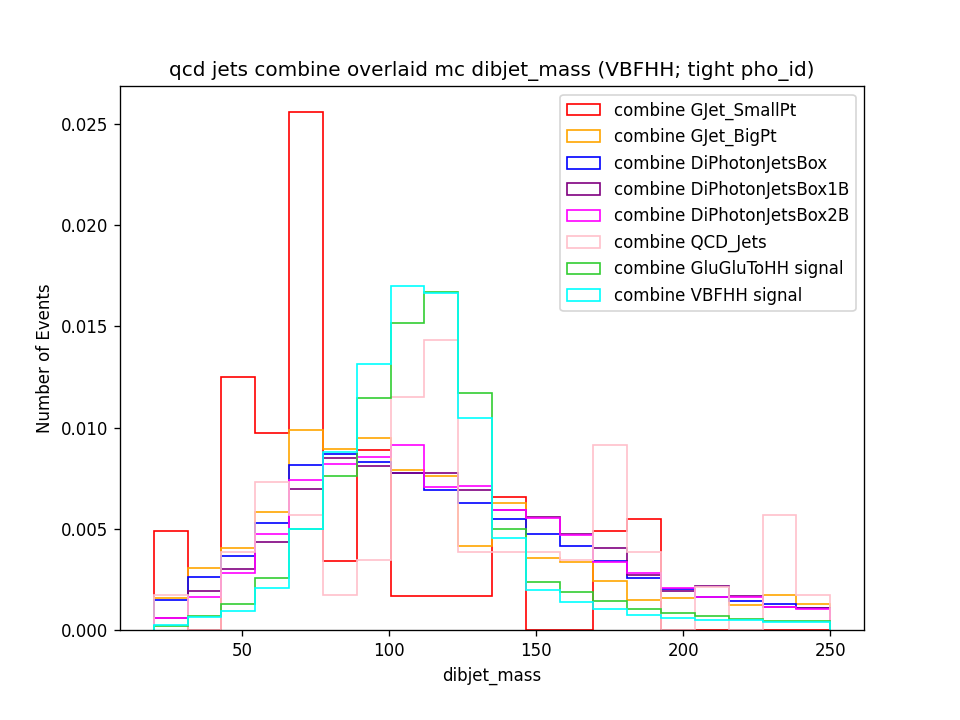 qcd jets combine overlaid mc dibjet_mass (VBFHH; tight pho_id)
combine GJet_SmallPt
combine GJet_BigPt
combine DiPhotonJetsBox
combine DiPhotonJetsBox1B
combine DiPhotonJetsBox2B
combine QCD_Jets
combine GluGluToHH signal
combine VBFHH signal
Number of Events
0.025
0.020
0.015
0.010
0.005
0.000
50 100 150 200 250
dibjet_mass